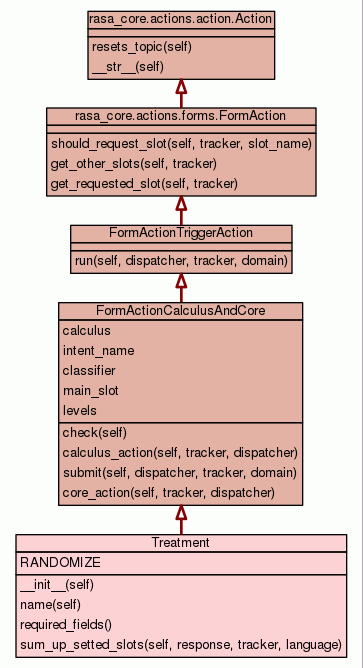 rasa_core.actions.action.Action
resets_topic(self)
__str__(self)
rasa_core.actions.forms.FormAction
should_request_slot(self, tracker, slot_name)
get_other_slots(self, tracker)
get_requested_slot(self, tracker)
FormActionTriggerAction
run(self, dispatcher, tracker, domain)
FormActionCalculusAndCore
calculus
intent_name
classifier
main_slot
levels
check(self)
calculus_action(self, tracker, dispatcher)
submit(self, dispatcher, tracker, domain)
core_action(self, tracker, dispatcher)
Treatment
RANDOMIZE
__init__(self)
name(self)
required_fields()
sum_up_setted_slots(self, response, tracker, language)